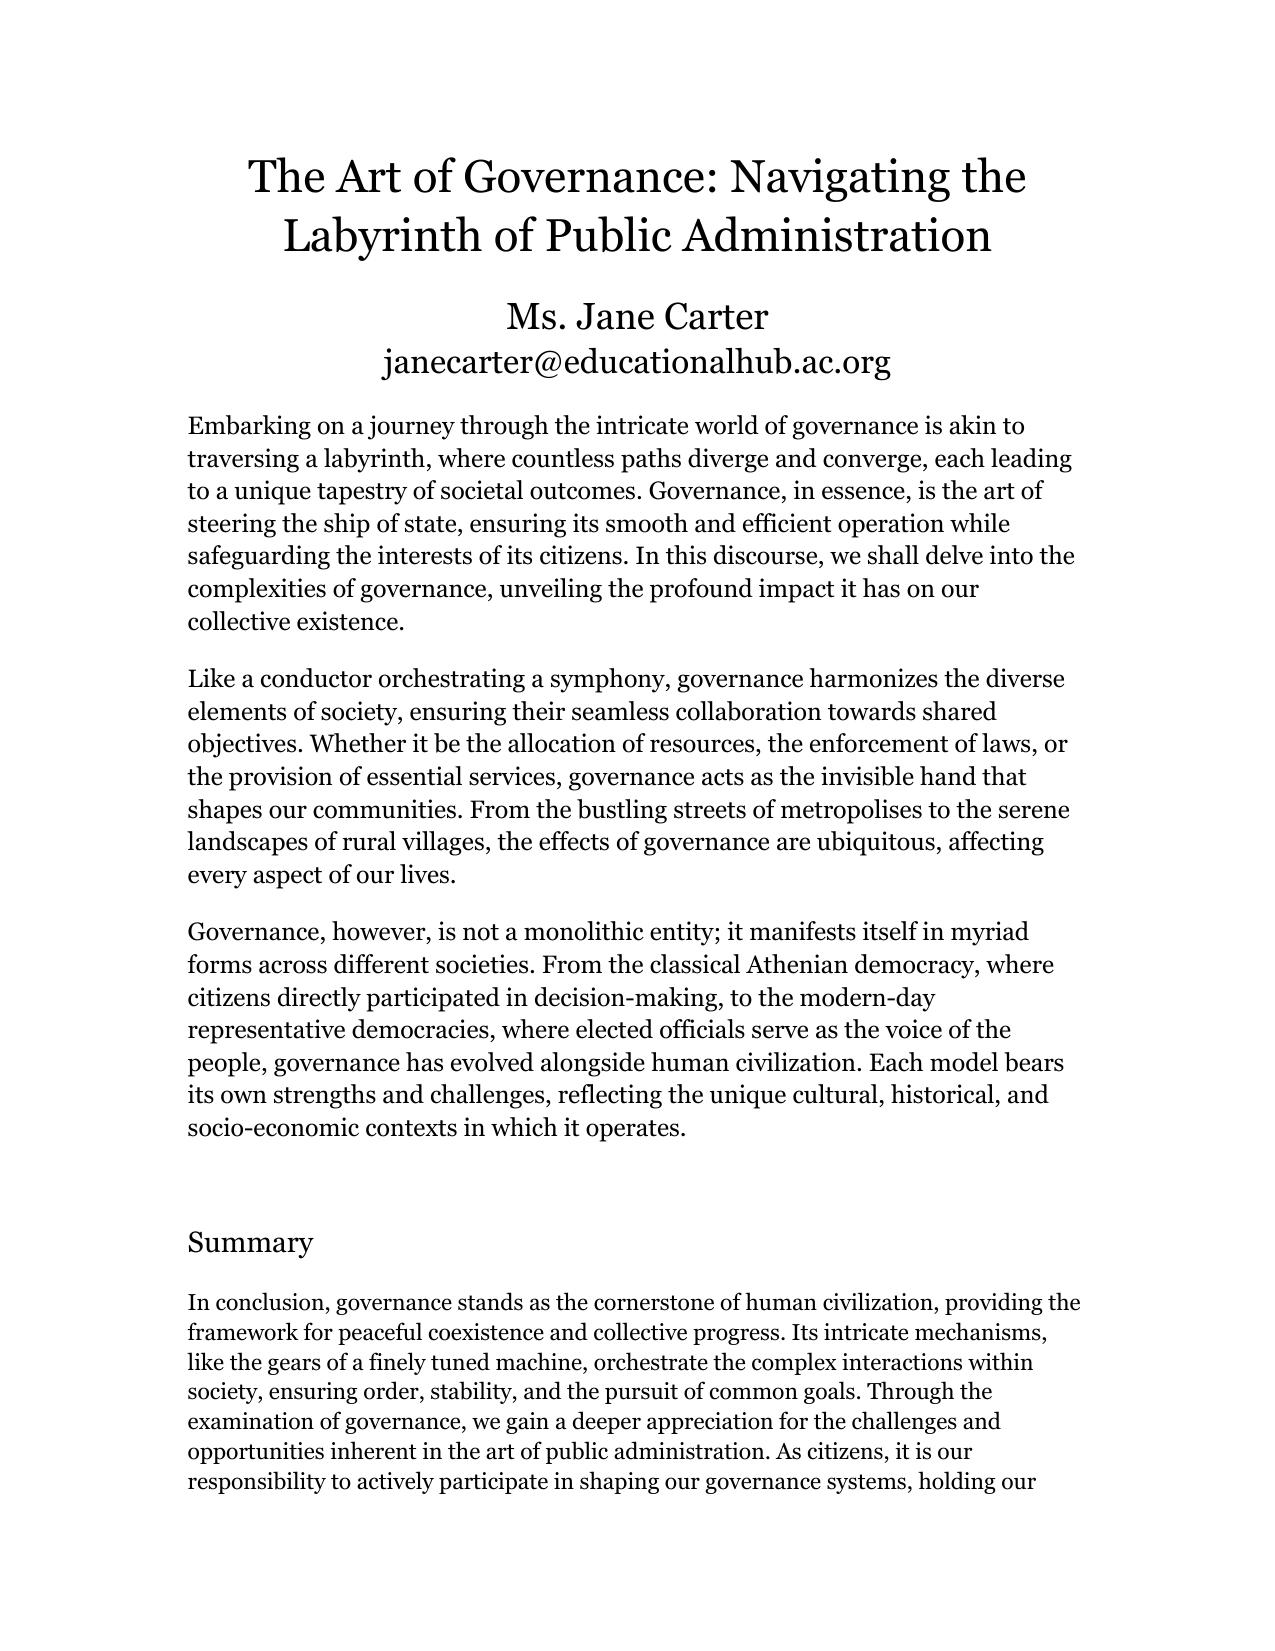 The Art of Governance: Navigating the
Labyrinth of Public Administration
Ms. Jane Carter
janecarter@educationalhub.ac.org
Embarking on a journey through the intricate world of governance is akin to
traversing a labyrinth, where countless paths diverge and converge, each leading
to a unique tapestry of societal outcomes. Governance, in essence, is the art of
steering the ship of state, ensuring its smooth and efficient operation while
safeguarding the interests of its citizens. In this discourse, we shall delve into the
complexities of governance, unveiling the profound impact it has on our
collective existence.
Like a conductor orchestrating a symphony, governance harmonizes the diverse
elements of society, ensuring their seamless collaboration towards shared
objectives. Whether it be the allocation of resources, the enforcement of laws, or
the provision of essential services, governance acts as the invisible hand that
shapes our communities. From the bustling streets of metropolises to the serene
landscapes of rural villages, the effects of governance are ubiquitous, affecting
every aspect of our lives.
Governance, however, is not a monolithic entity; it manifests itself in myriad
forms across different societies. From the classical Athenian democracy, where
citizens directly participated in decision-making, to the modern-day
representative democracies, where elected officials serve as the voice of the
people, governance has evolved alongside human civilization. Each model bears
its own strengths and challenges, reflecting the unique cultural, historical, and
socio-economic contexts in which it operates.
Summary
In conclusion, governance stands as the cornerstone of human civilization, providing the
framework for peaceful coexistence and collective progress. Its intricate mechanisms,
like the gears of a finely tuned machine, orchestrate the complex interactions within
society, ensuring order, stability, and the pursuit of common goals. Through the
examination of governance, we gain a deeper appreciation for the challenges and
opportunities inherent in the art of public administration. As citizens, it is our
responsibility to actively participate in shaping our governance systems, holding our